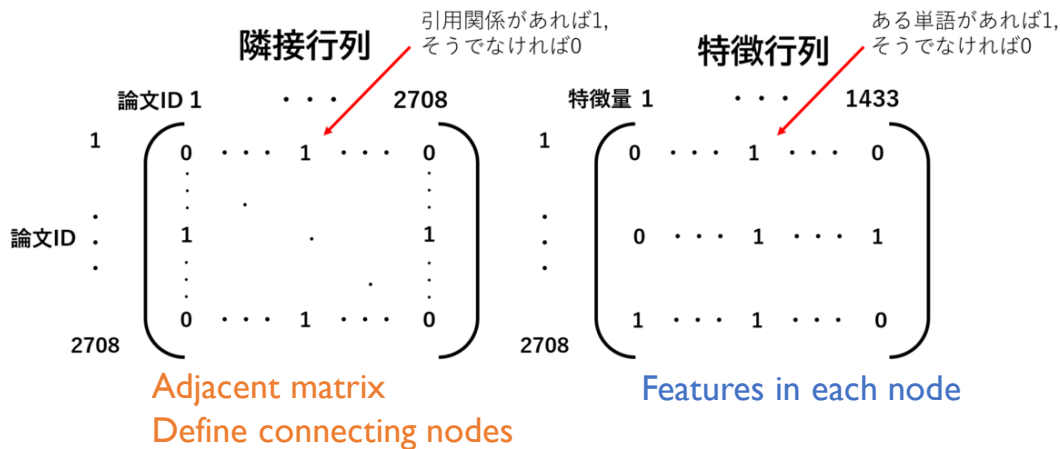 隣接行列
引用関係があれば1,
そうでなければ0
論文ID 1 ・・・ 2708
1
0 ・・・ 1 ・・・ 0
論文ID
1 1
0 ・・・ 1 ・・・ 0
2708
Adjacent matrix
Define connecting nodes
特徴行列
ある単語があれば1,
そうでなければ0
特徴量 1 ・・・ 1433
1
0 ・・・ 1 ・・・ 0
0 ・・・ 1 ・・・ 1
1 ・・・ 1 ・・・ 0
2708
Features in each node